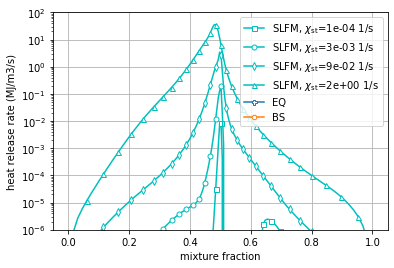 heat release rate (MJ/m3/s)
10²
10¹
10⁰
10⁻¹
10⁻²
10⁻³
10⁻⁴
10⁻⁵
10⁻⁶
SLFM, χst=1e-04 1/s
SLFM, χst=3e-03 1/s
SLFM, χst=9e-02 1/s
SLFM, χst=2e+00 1/s
EQ
BS
0.0 0.2 0.4 0.6 0.8 1.0
mixture fraction